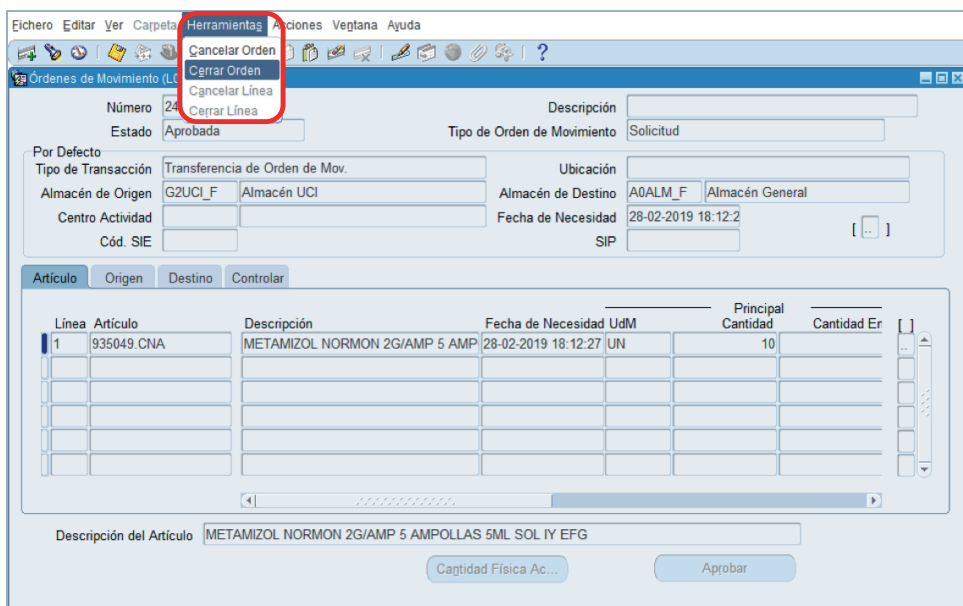 Fichero Editar Ver Carpeta Herramientas Acciones Ventana Ayuda
Cancelar Orden
Cerrar Orden
Cancelar Línea
Cerrar Línea
Órdenes de Movimiento
Número 24 Descripción
Estado Aprobada Tipo de Orden de Movimiento Solicitud
Por Defecto
Tipo de Transacción Transferencia de Orden de Mov. Ubicación
Almacén de Origen G2UCI_F Almacén UCI Almacén de Destino A0ALM_F Almacén General
Centro Actividad Fecha de Necesidad 28-02-2019 18:12:2
Cód. SIE SIP [ .. ]
Artículo Origen Destino Controlar
Principal
Línea Artículo Descripción Fecha de Necesidad UdM Cantidad Cantidad En [ ]
1 935049.CNA METAMIZOL NORMON 2G/AMP 5 AMP 28-02-2019 18:12:27 UN 10 ..
Descripción del Artículo METAMIZOL NORMON 2G/AMP 5 AMPOLLAS 5ML SOL IY EFG
Cantidad Física Ac... Aprobar